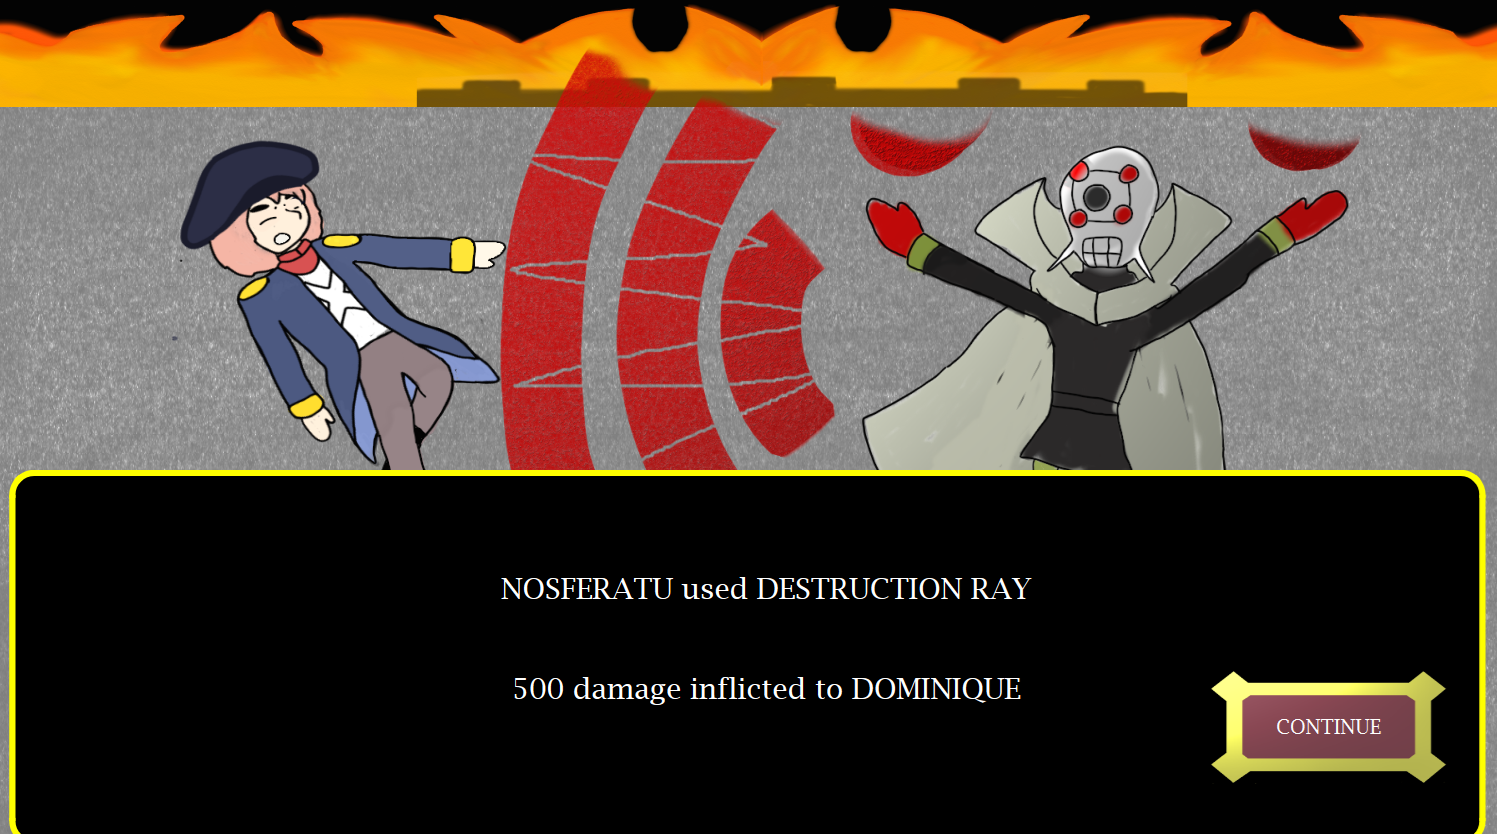 NOSFERATU used DESTRUCTION RAY
500 damage inflicted to DOMINIQUE
CONTINUE